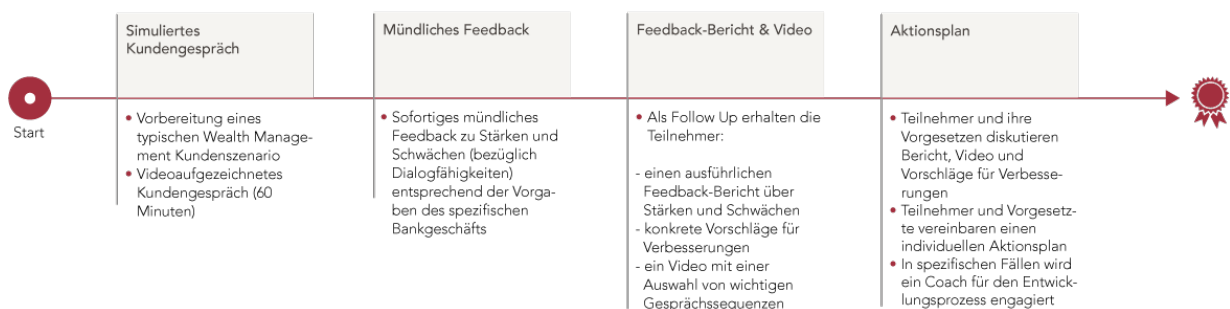 Start
Simuliertes
Kundengespräch
• Vorbereitung eines
typischen Wealth Manage-
ment Kundenszenario
• Videoaufgezeichnetes
Kundengespräch (60
Minuten)
Mündliches Feedback
• Sofortiges mündliches
Feedback zu Stärken und
Schwächen (bezüglich
Dialogfähigkeiten)
entsprechend der Vorga-
ben des spezifischen
Bankgeschäfts
Feedback-Bericht & Video
• Als Follow Up erhalten die
Teilnehmer:
- einen ausführlichen
Feedback-Bericht über
Stärken und Schwächen
- konkrete Vorschläge für
Verbesserungen
- ein Video mit einer
Auswahl von wichtigen
Gesprächssequenzen
Aktionsplan
• Teilnehmer und ihre
Vorgesetzen diskutieren
Bericht, Video und
Vorschläge für Verbesse-
rungen
• Teilnehmer und Vorgesetz-
te vereinbaren einen
individuellen Aktionsplan
• In spezifischen Fällen wird
ein Coach für den Entwick-
lungsprozess engagiert